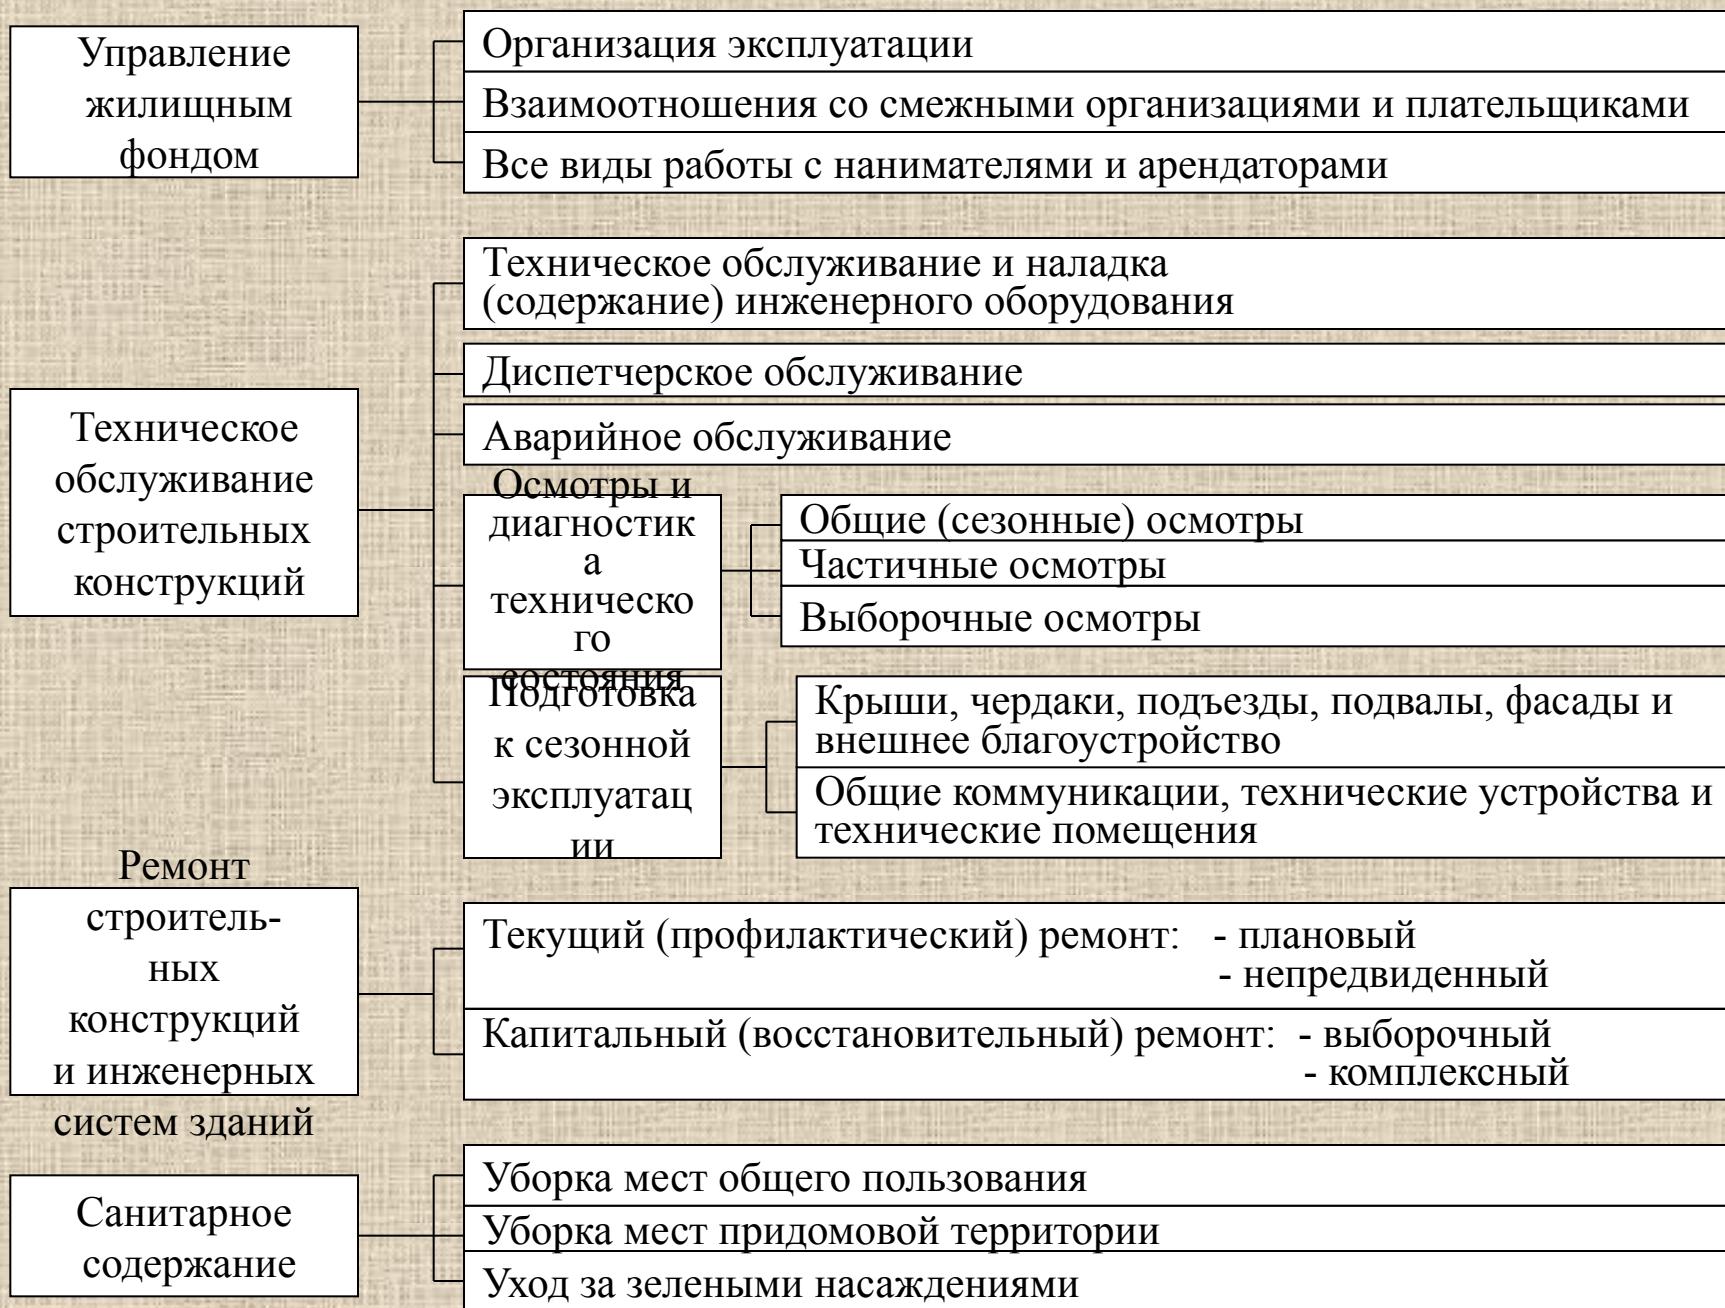 Управление
жилищным
фондом
Организация эксплуатации
Взаимоотношения со смежными организациями и плательщиками
Все виды работы с нанимателями и арендаторами
Техническое
обслуживание
строительных
конструкций
Техническое обслуживание и наладка
(содержание) инженерного оборудования
Диспетчерское обслуживание
Аварийное обслуживание
Осмотры и
диагностик
а
техническо
го
состояния
Общие (сезонные) осмотры
Частичные осмотры
Выборочные осмотры
Подготовка
к сезонной
эксплуатац
ии
Крыши, чердаки, подъезды, подвалы, фасады и
внешнее благоустройство
Общие коммуникации, технические устройства и
технические помещения
Ремонт
строитель-
ных
конструкций
и инженерных
систем зданий
Текущий (профилактический) ремонт: - плановый
- непредвиденный
Капитальный (восстановительный) ремонт: - выборочный
- комплексный
Санитарное
содержание
Уборка мест общего пользования
Уборка мест придомовой территории
Уход за зелеными насаждениями